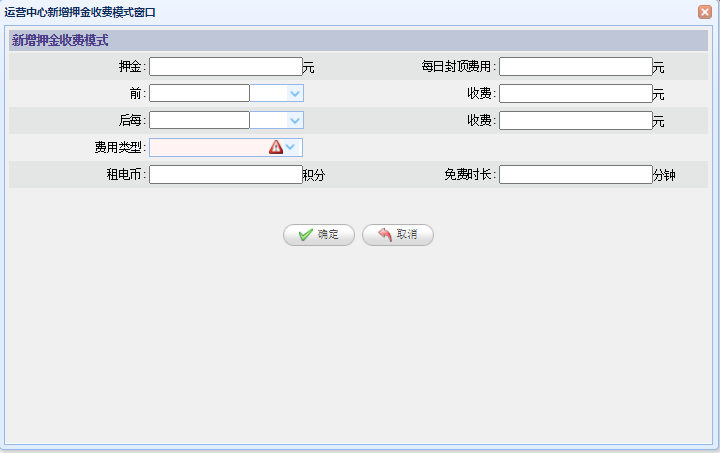 运营中心新增押金收费模式窗口
新增押金收费模式
押金: 元 每日封顶费用: 元
前: 收费: 元
后每: 收费: 元
费用类型:
租电币: 积分 免费时长: 分钟
确定 取消